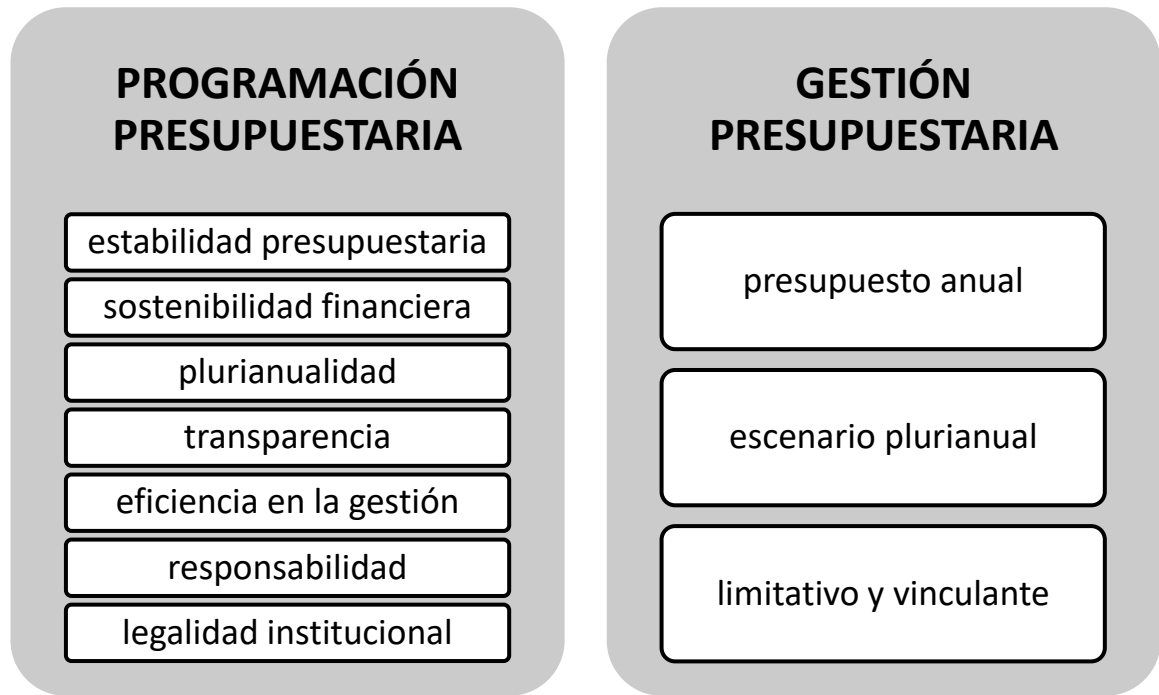 PROGRAMACIÓN
PRESUPUESTARIA
estabilidad presupuestaria
sostenibilidad financiera
plurianualidad
transparencia
eficiencia en la gestión
responsabilidad
legalidad institucional
GESTIÓN
PRESUPUESTARIA
presupuesto anual
escenario plurianual
limitativo y vinculante